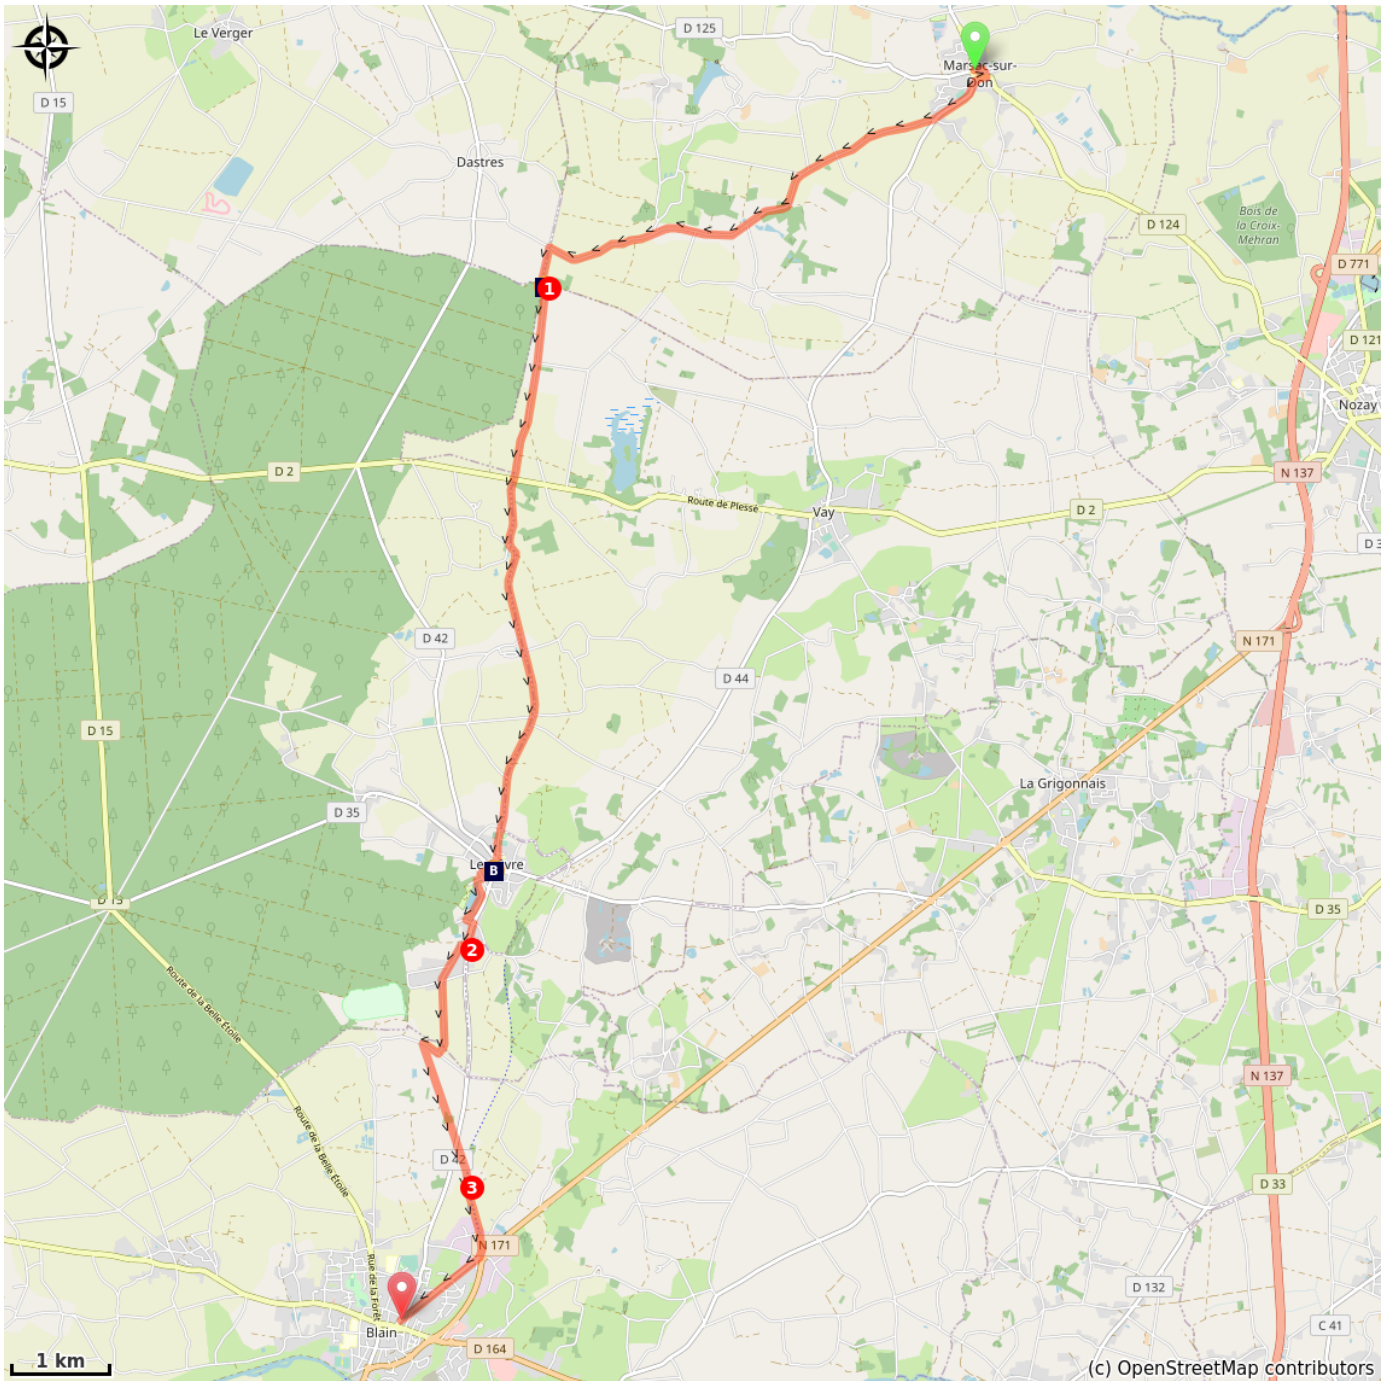 Le Verger
D 125
Marsac-sur-
Don
D 15
Dastres
Bois de
la Croix-
Mehran
D 124
D 771
1
D 121
Nozay
D 2
N 137
Route de Plessé
Vay
D 2
D 42
N 171
D 44
D 15
La Grigonnais
D 35
B
D 15
D 35
2
Route de la Belle Étoile
N 137
Route de la Belle Étoile
D 42
D 33
3
N 171
Rue de la Forêt
D 132
Blain
C 41
D 164
1 km
(c) OpenStreetMap contributors